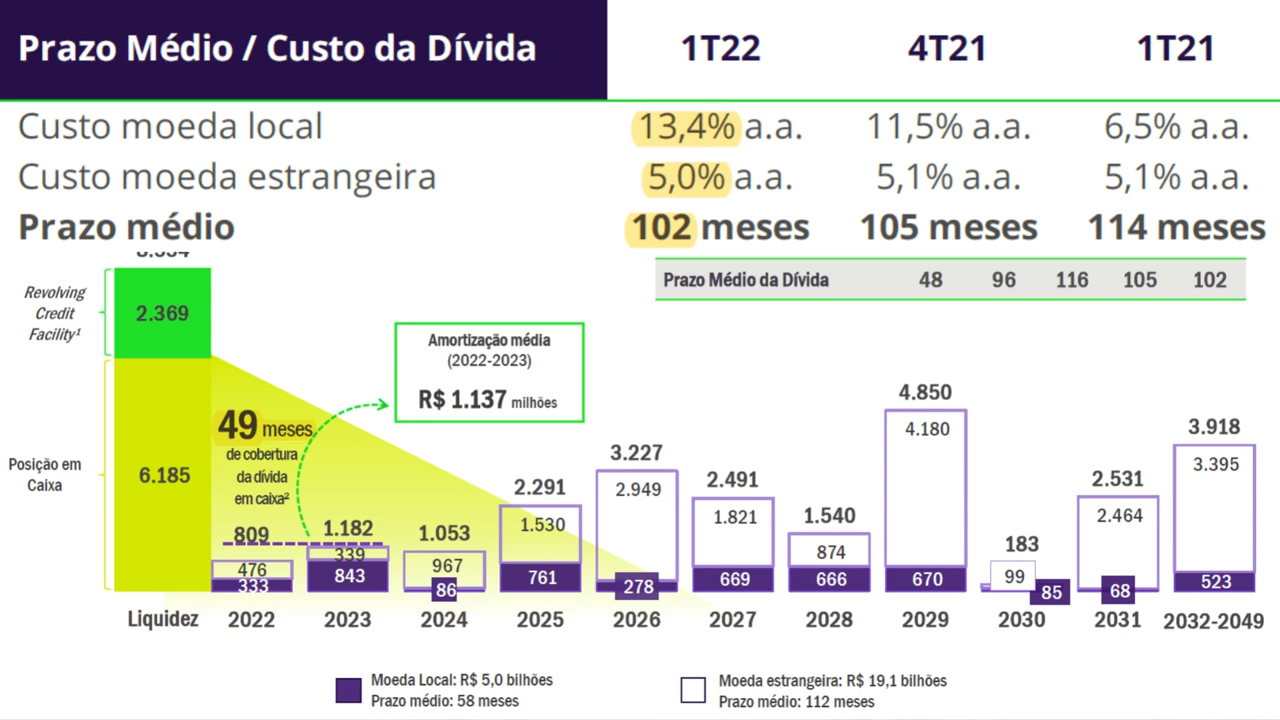 Prazo Médio / Custo da Dívida 1T22 4T21 1T21
Custo moeda local 13,4% a.a. 11,5% a.a. 6,5% a.a.
Custo moeda estrangeira 5,0% a.a. 5,1% a.a. 5,1% a.a.
Prazo médio 102 meses 105 meses 114 meses
Prazo Médio da Dívida 48 96 116 105 102
Revolving
Credit
Facility¹
2.369
Amortização média
(2022-2023)
R$ 1.137 milhões
49 meses
de cobertura
da dívida
em caixa²
Posição em
Caixa
6.185
809
476
333
1.182
339
843
1.053
967
86
2.291
1.530
761
3.227
2.949
278
2.491
1.821
669
1.540
874
666
4.850
4.180
670
183
99
85
2.531
2.464
68
3.918
3.395
523
Liquidez 2022 2023 2024 2025 2026 2027 2028 2029 2030 2031 2032-2049
Moeda Local: R$ 5,0 bilhões
Prazo médio: 58 meses
Moeda estrangeira: R$ 19,1 bilhões
Prazo médio: 112 meses